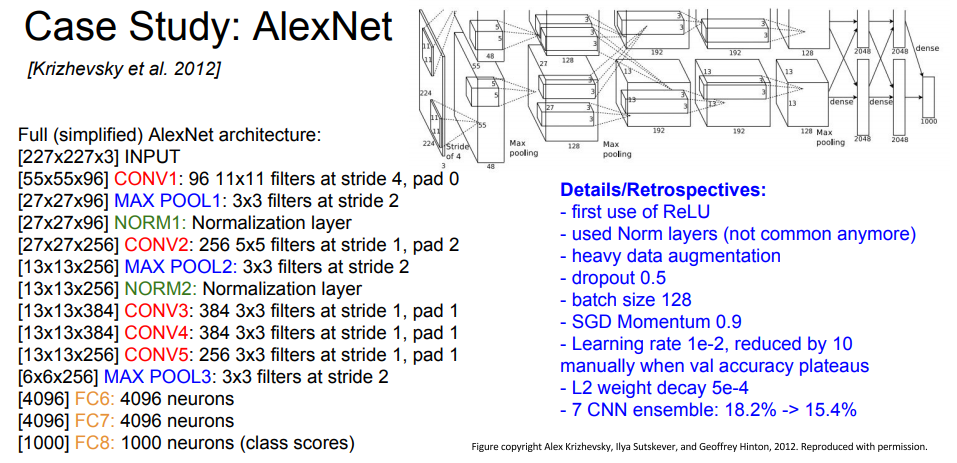 Case Study: AlexNet
[Krizhevsky et al. 2012]
Full (simplified) AlexNet architecture:
[227x227x3] INPUT
[55x55x96] CONV1: 96 11x11 filters at stride 4, pad 0
[27x27x96] MAX POOL1: 3x3 filters at stride 2
[27x27x96] NORM1: Normalization layer
[27x27x256] CONV2: 256 5x5 filters at stride 1, pad 2
[13x13x256] MAX POOL2: 3x3 filters at stride 2
[13x13x256] NORM2: Normalization layer
[13x13x384] CONV3: 384 3x3 filters at stride 1, pad 1
[13x13x384] CONV4: 384 3x3 filters at stride 1, pad 1
[13x13x256] CONV5: 256 3x3 filters at stride 1, pad 1
[6x6x256] MAX POOL3: 3x3 filters at stride 2
[4096] FC6: 4096 neurons
[4096] FC7: 4096 neurons
[1000] FC8: 1000 neurons (class scores)
11
11
5
5
48
55
27
128
3
3
192
192
128
2048
2048
dense
224
11
11
5
5
55
27
3
3
13
13
3
3
13
13
3
3
13
13
dense
dense
1000
224
3
Stride
of 4
48
Max
pooling
128
Max
pooling
192
192
128
Max
pooling
2048
2048
Details/Retrospectives:
- first use of ReLU
- used Norm layers (not common anymore)
- heavy data augmentation
- dropout 0.5
- batch size 128
- SGD Momentum 0.9
- Learning rate 1e-2, reduced by 10
manually when val accuracy plateaus
- L2 weight decay 5e-4
- 7 CNN ensemble: 18.2% -> 15.4%
Figure copyright Alex Krizhevsky, Ilya Sutskever, and Geoffrey Hinton, 2012. Reproduced with permission.